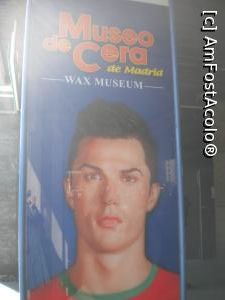 Museo
de Cera
de Madrid
WAX MUSEUM
[c] AmFostAcolo®